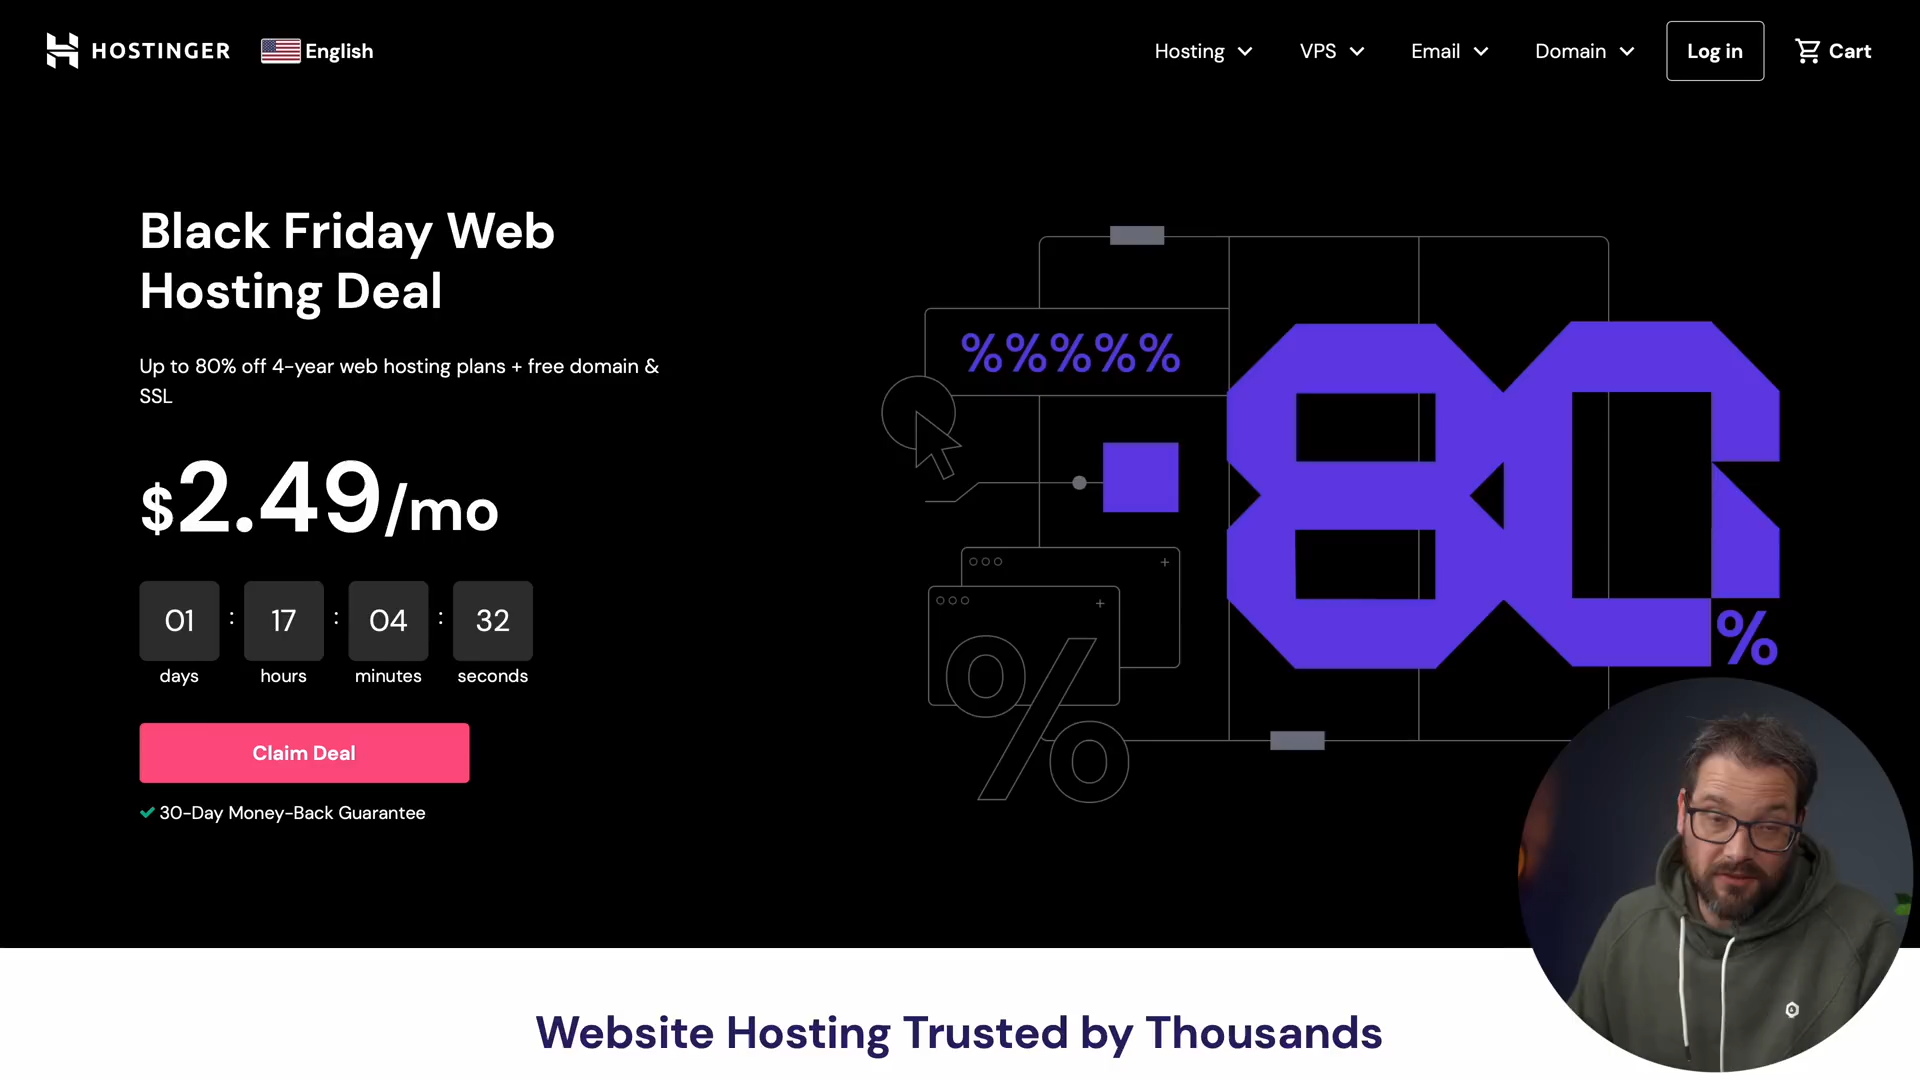 HOSTINGER
English
Hosting
VPS
Email
Domain
Log in
Cart
Black Friday Web
Hosting Deal
Up to 80% off 4-year web hosting plans + free domain &
SSL
$2.49/mo
01 : 17 : 04 : 32
days hours minutes seconds
Claim Deal
30-Day Money-Back Guarantee
%%%%%
%
-80%
Website Hosting Trusted by Thousands